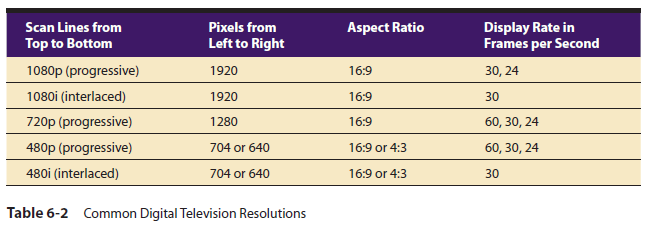 Scan Lines from Top to Bottom Pixels from Left to Right Aspect Ratio Display Rate in Frames per Second
1080p (progressive) 1920 16:9 30, 24
1080i (interlaced) 1920 16:9 30
720p (progressive) 1280 16:9 60, 30, 24
480p (progressive) 704 or 640 16:9 or 4:3 60, 30, 24
480i (interlaced) 704 or 640 16:9 or 4:3 30
Table 6-2 Common Digital Television Resolutions